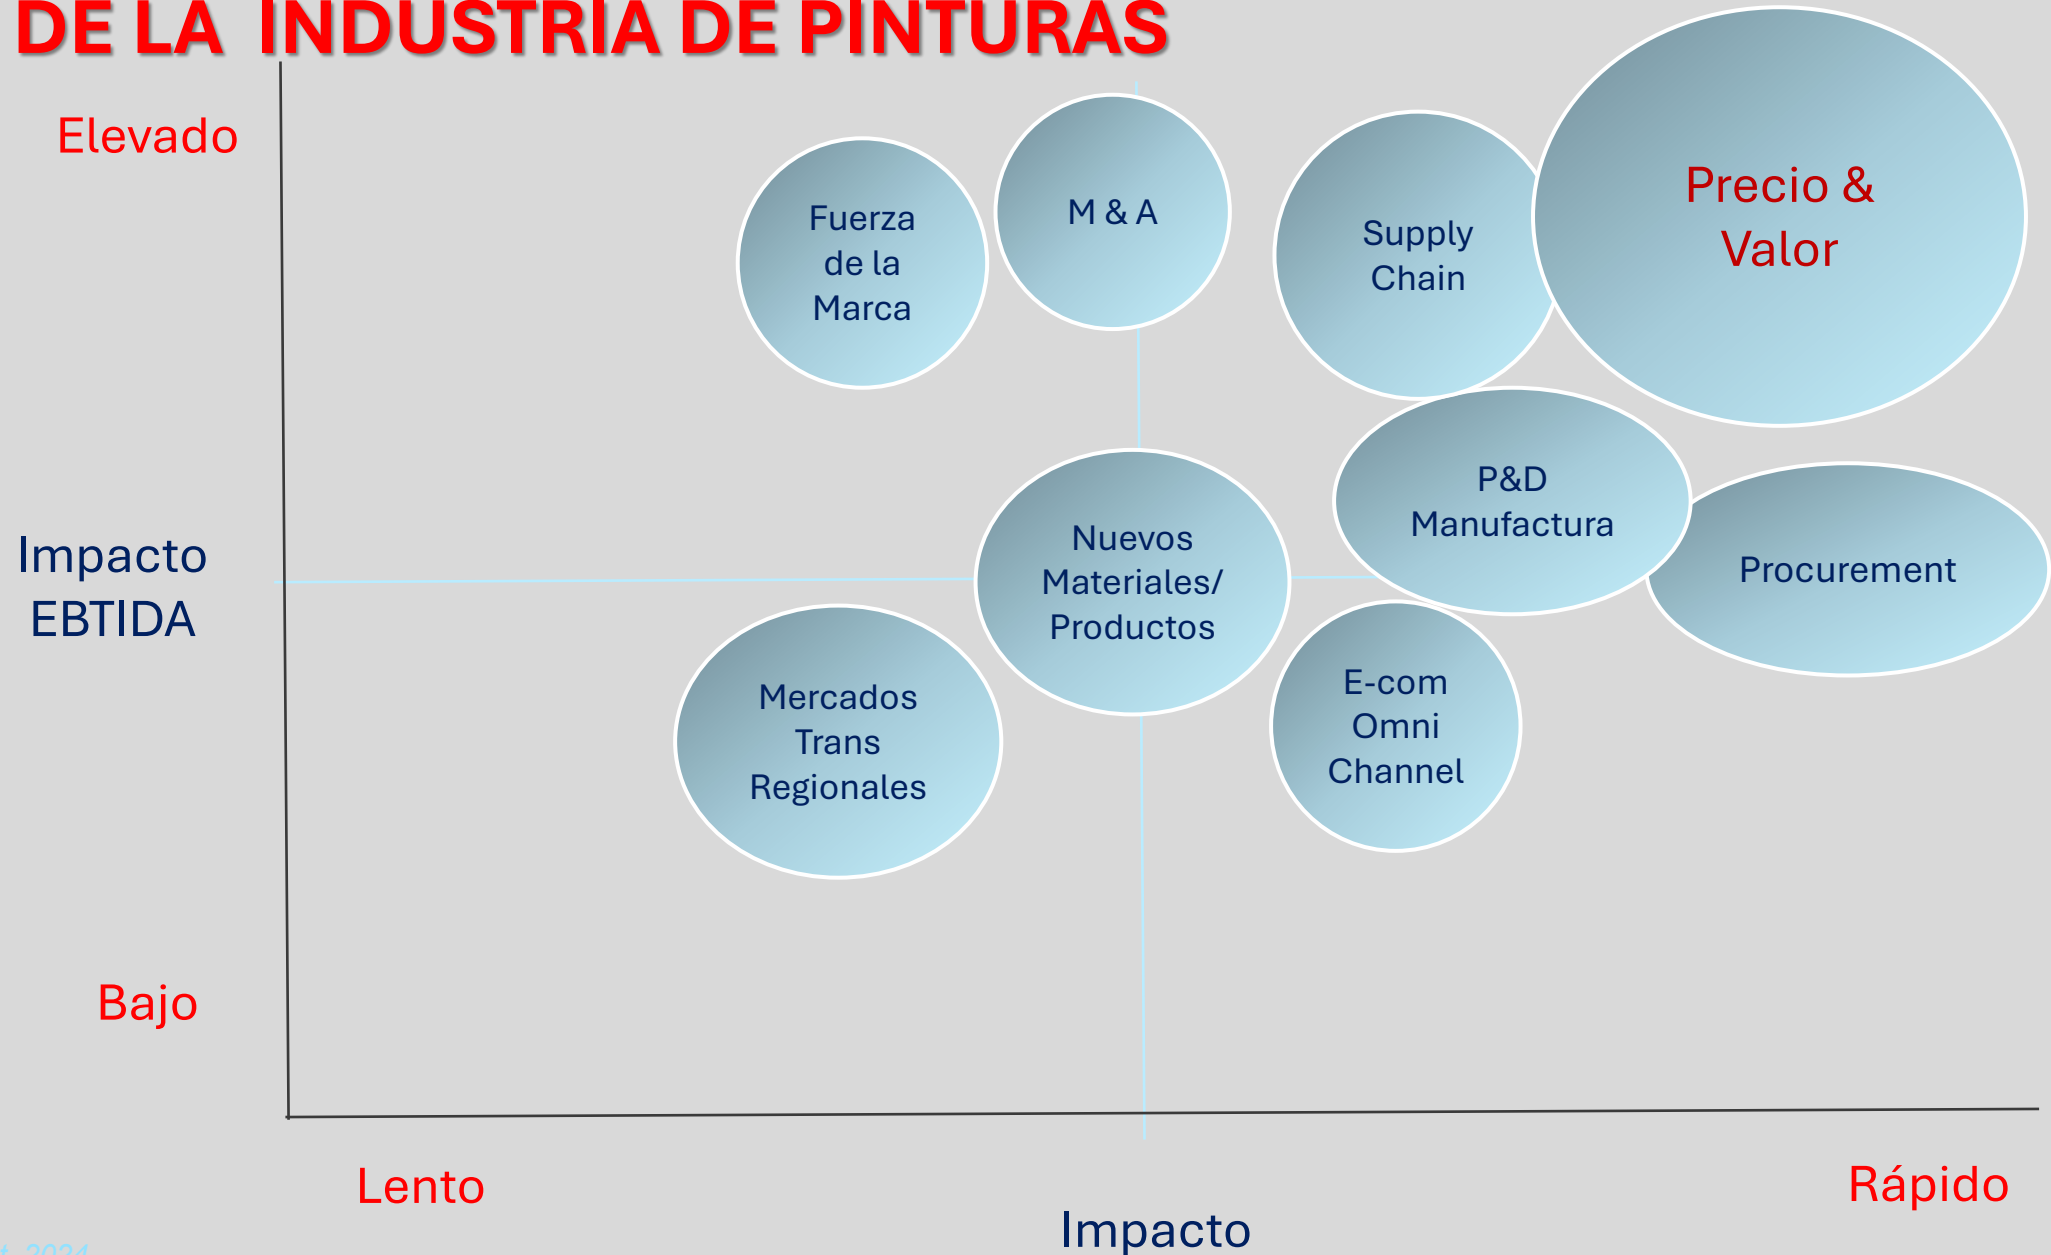 DE LA INDUSTRIA DE PINTURAS
Elevado
Fuerza
de la
Marca
M & A
Supply
Chain
Precio &
Valor
P&D
Manufactura
Procurement
Impacto
EBTIDA
Nuevos
Materiales/
Productos
Mercados
Trans
Regionales
E-com
Omni
Channel
Bajo
Lento
Rápido
Impacto
2024